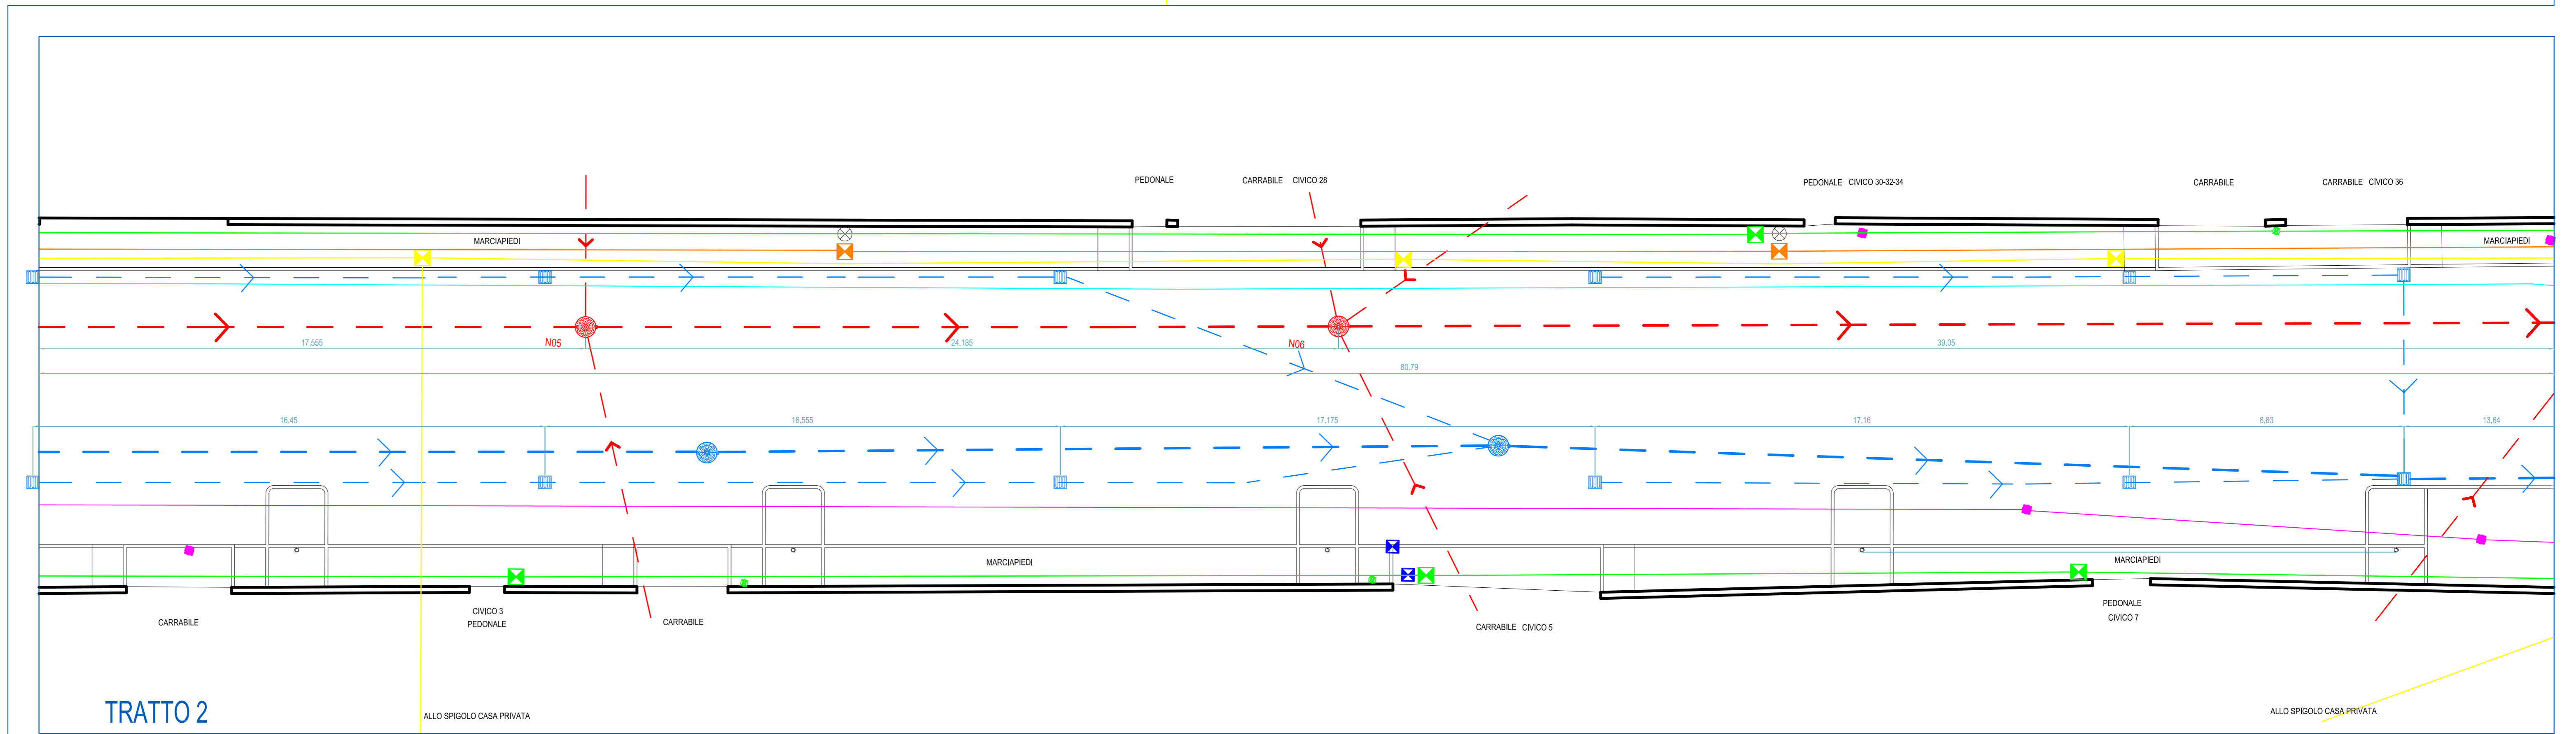 PEDONALE
CARRABILE CIVICO 28
PEDONALE CIVICO 30-32-34
CARRABILE
CARRABILE CIVICO 36
MARCIAPIEDI
MARCIAPIEDI
N05
N06
17,555
24,185
39,05
80,79
16,45
16,555
17,175
17,16
8,83
13,64
MARCIAPIEDI
MARCIAPIEDI
CARRABILE
CIVICO 3
PEDONALE
CARRABILE
CARRABILE CIVICO 5
PEDONALE
CIVICO 7
TRATTO 2
ALLO SPIGOLO CASA PRIVATA
ALLO SPIGOLO CASA PRIVATA